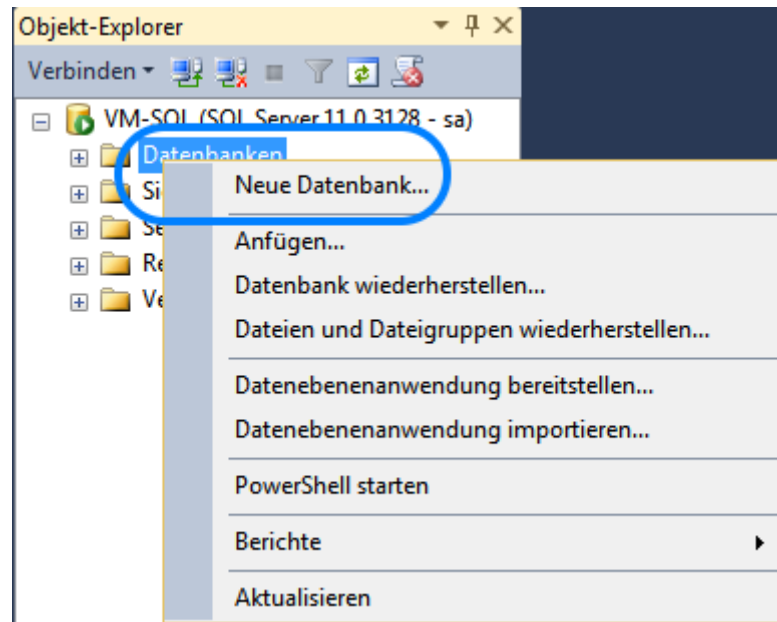 Objekt-Explorer
Verbinden
VM-SQL (SQL Server 11.0.3128 - sa)
Datenbanken
Neue Datenbank...
Anfügen...
Datenbank wiederherstellen...
Dateien und Dateigruppen wiederherstellen...
Datenebenenanwendung bereitstellen...
Datenebenenanwendung importieren...
PowerShell starten
Berichte
Aktualisieren